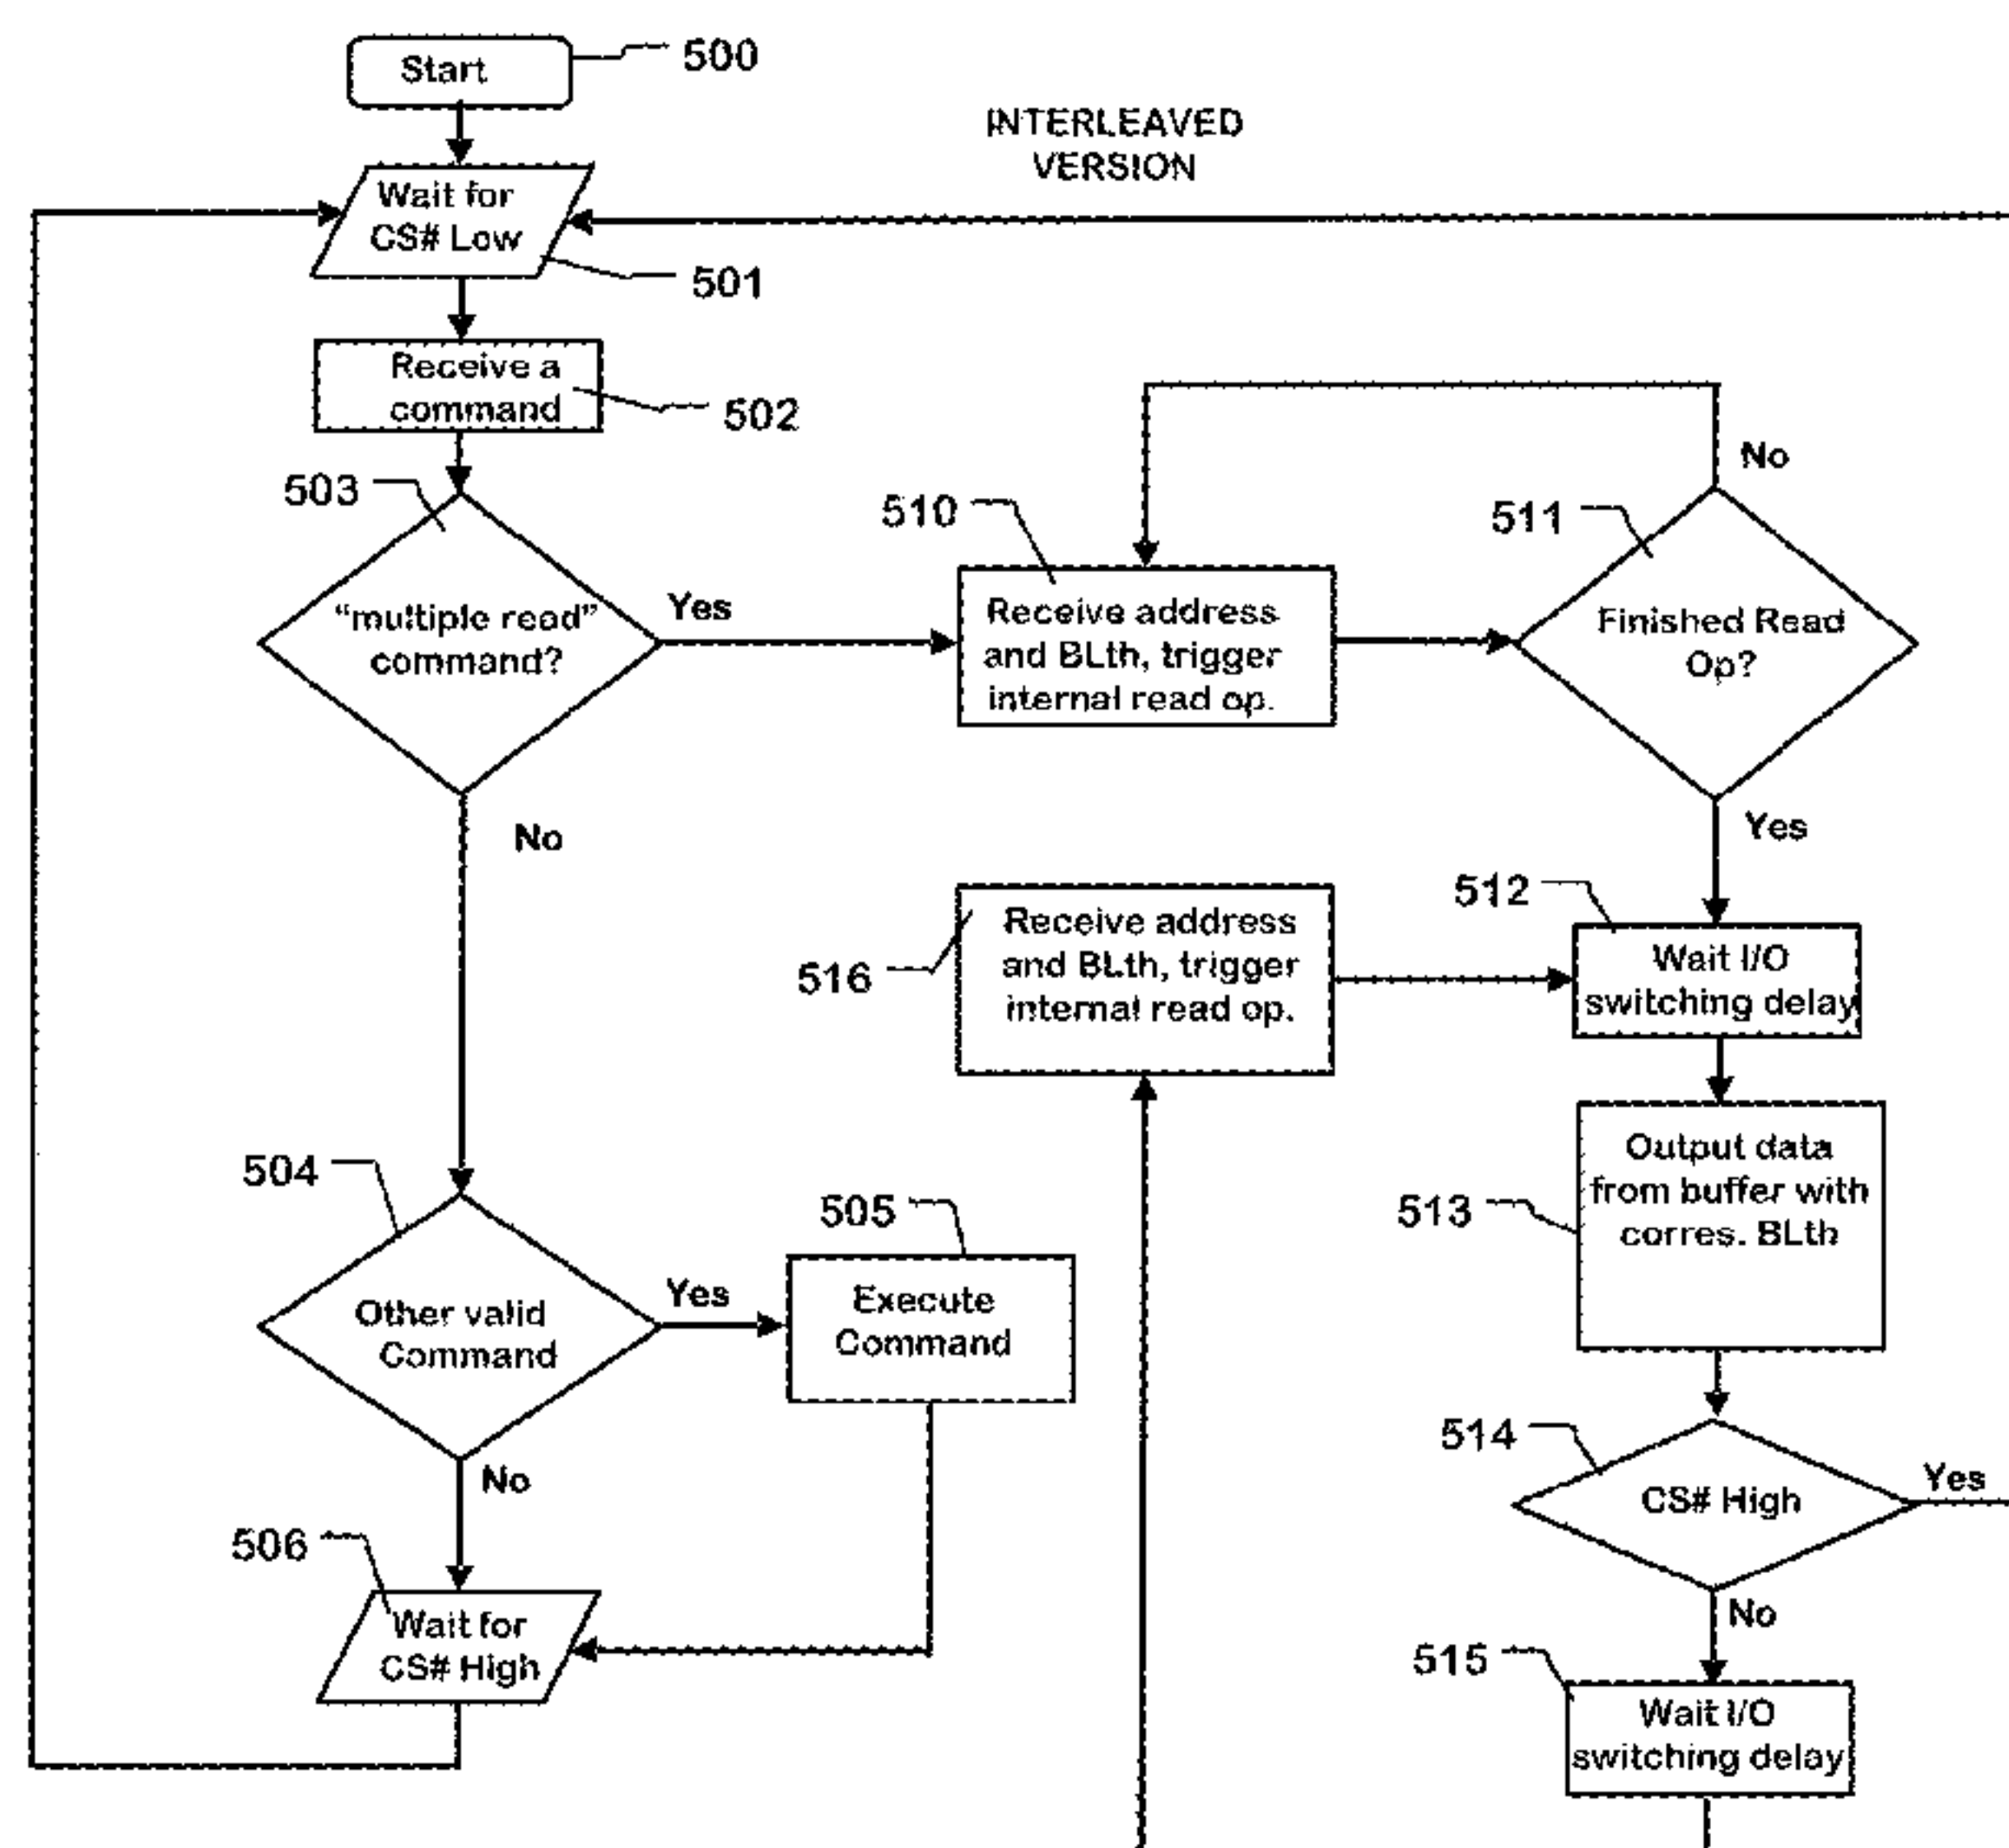 Start
500
INTERLEAVED
VERSION
Wait for
CS# Low
501
Receive a
command
502
503
"multiple read"
command?
Yes
No
510
Receive address
and BLth, trigger
internal read op.
511
Finished Read
Op?
No
Yes
516
Receive address
and BLth, trigger
internal read op.
512
Wait I/O
switching delay
513
Output data
from buffer with
corres. BLth
504
Other valid
Command
Yes
No
505
Execute
Command
514
CS# High
Yes
No
506
Wait for
CS# High
515
Wait I/O
switching delay